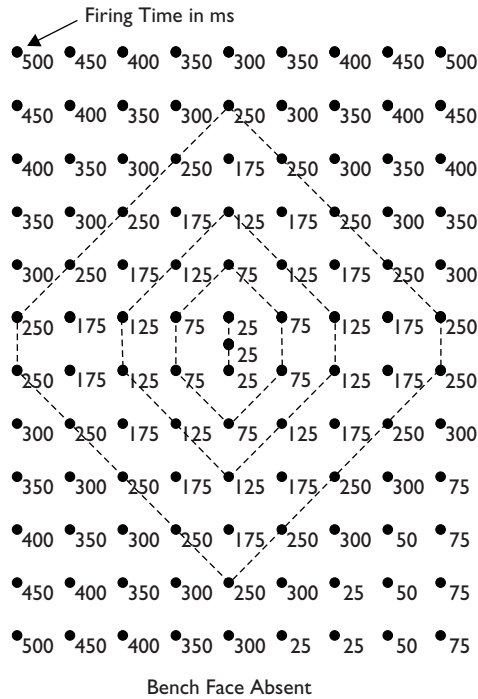 Firing Time in ms
500 450 400 350 300 350 400 450 500
450 400 350 300 250 300 350 400 450
400 350 300 250 175 250 300 350 400
350 300 250 175 125 175 250 300 350
300 250 175 125 75 125 175 250 300
250 175 125 75 25 75 125 175 250
25
250 175 125 75 25 75 125 175 250
300 250 175 125 75 125 175 250 300
350 300 250 175 125 175 250 300 75
400 350 300 250 175 250 300 50 75
450 400 350 300 250 300 25 50 75
500 450 400 350 300 25 25 50 75
Bench Face Absent